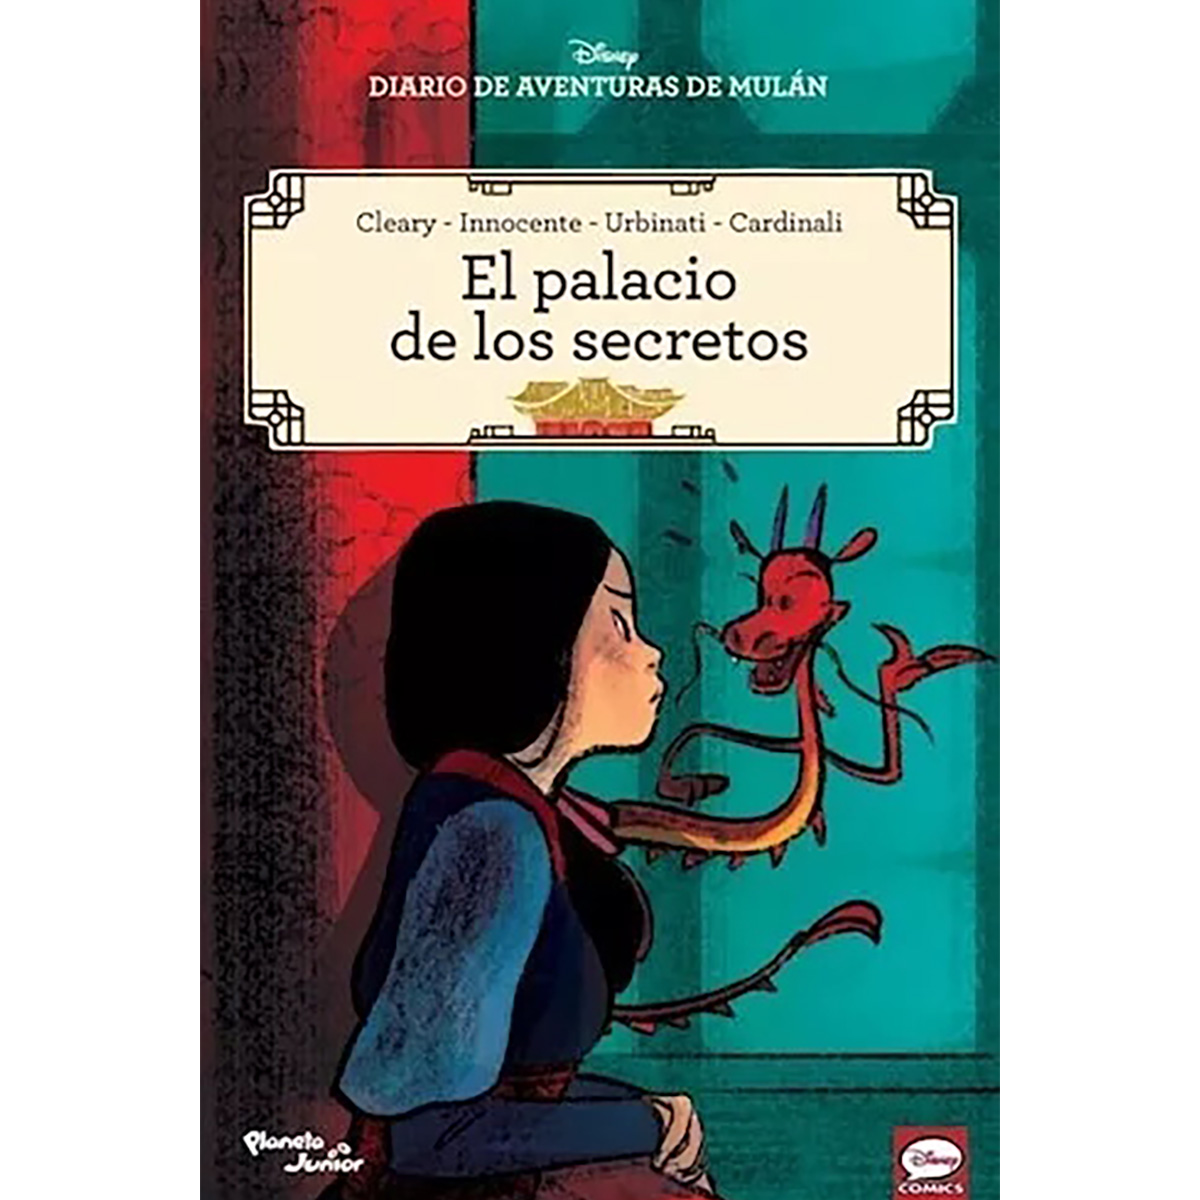 Disney
DIARIO DE AVENTURAS DE MULÁN
Cleary - Innocente - Urbinati - Cardinali
El palacio
de los secretos
Planeta
Junior
Disney
COMICS